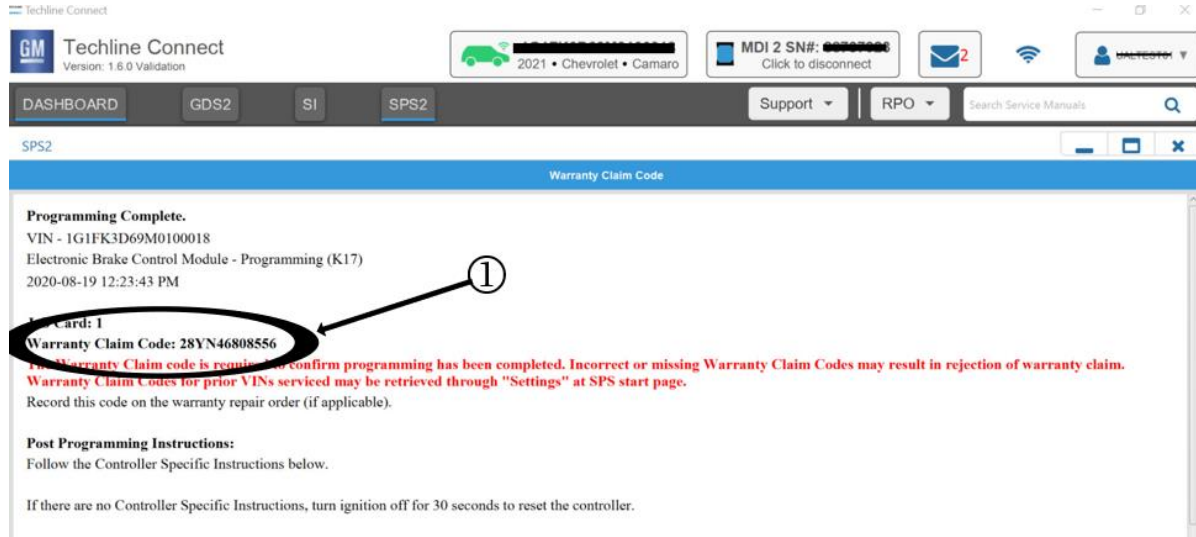 Techline Connect
GM
Techline Connect
Version: 1.6.0 Validation
2021 • Chevrolet • Camaro
MDI 2 SN#:
Click to disconnect
2
DASHBOARD
GDS2
SI
SPS2
Support
RPO
Search Service Manuals
SPS2
Warranty Claim Code
Programming Complete.
VIN - 1G1FK3D69M0100018
Electronic Brake Control Module - Programming (K17)
2020-08-19 12:23:43 PM
1
Card: 1
Warranty Claim Code: 28YN46808556
The Warranty Claim code is required to confirm programming has been completed. Incorrect or missing Warranty Claim Codes may result in rejection of warranty claim.
Warranty Claim Codes for prior VINs serviced may be retrieved through "Settings" at SPS start page.
Record this code on the warranty repair order (if applicable).
Post Programming Instructions:
Follow the Controller Specific Instructions below.
If there are no Controller Specific Instructions, turn ignition off for 30 seconds to reset the controller.